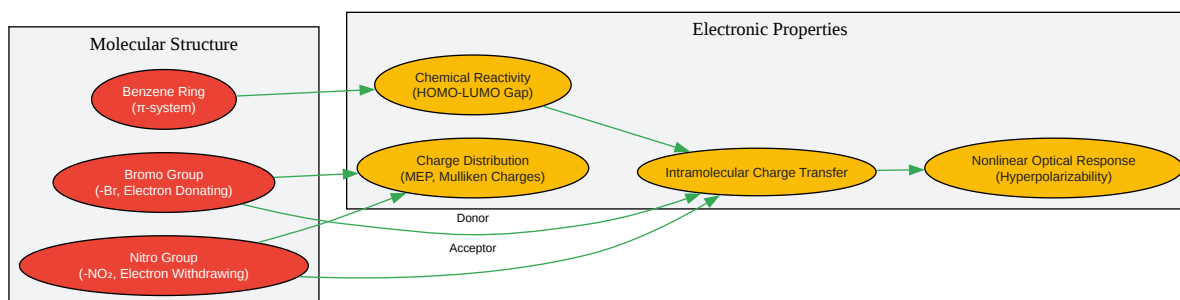 Molecular Structure
Benzene Ring
(π-system)
Bromo Group
(-Br, Electron Donating)
Nitro Group
(-NO₂, Electron Withdrawing)
Electronic Properties
Chemical Reactivity
(HOMO-LUMO Gap)
Charge Distribution
(MEP, Mulliken Charges)
Intramolecular Charge Transfer
Nonlinear Optical Response
(Hyperpolarizability)
Donor
Acceptor